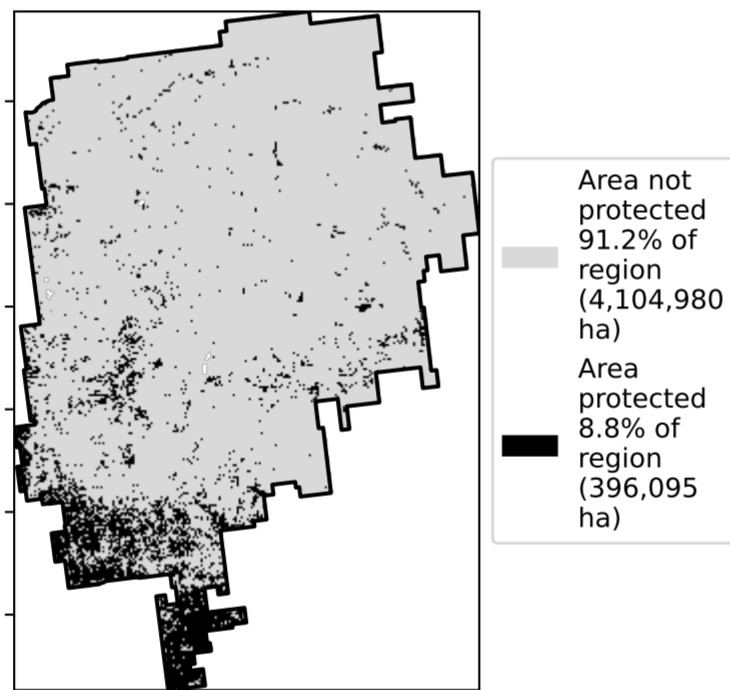 Area not
protected
91.2% of
region
(4,104,980
ha)
Area
protected
8.8% of
region
(396,095
ha)